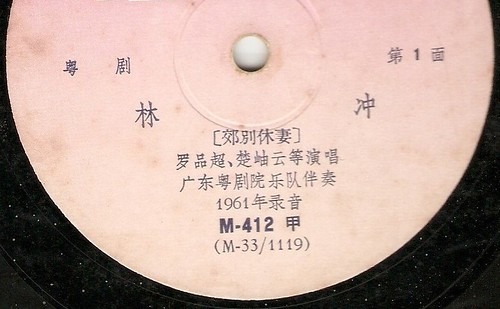 粤 剧
第 1 面
林 冲
[郊别休妻]
罗品超、楚岫云等演唱
广东粤剧院乐队伴奏
1961年录音
M-412 甲
(M-33/1119)